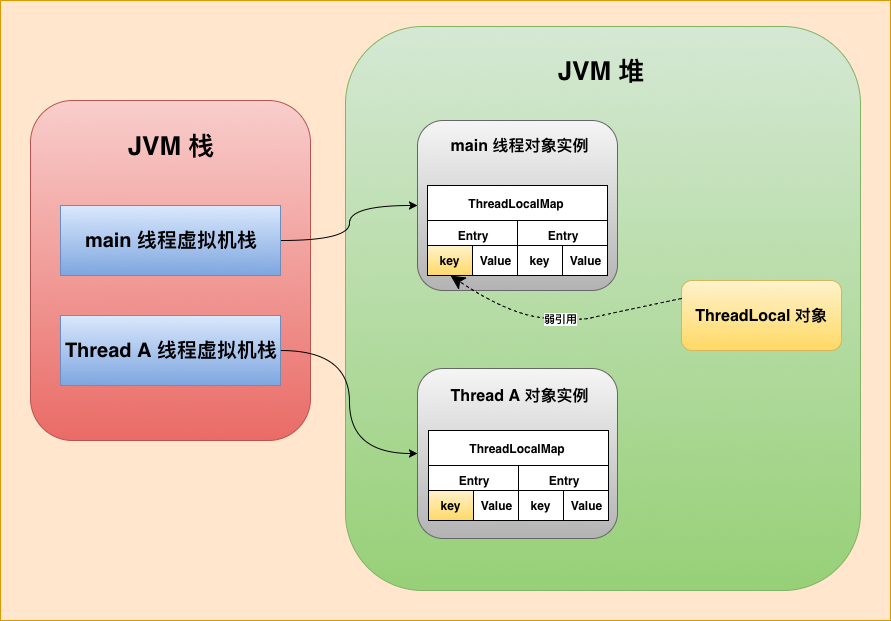 JVM 堆
JVM 栈
main 线程虚拟机栈
Thread A 线程虚拟机栈
main 线程对象实例
ThreadLocalMap
Entry Entry
key Value key Value
弱引用
ThreadLocal 对象
Thread A 对象实例
ThreadLocalMap
Entry Entry
key Value key Value